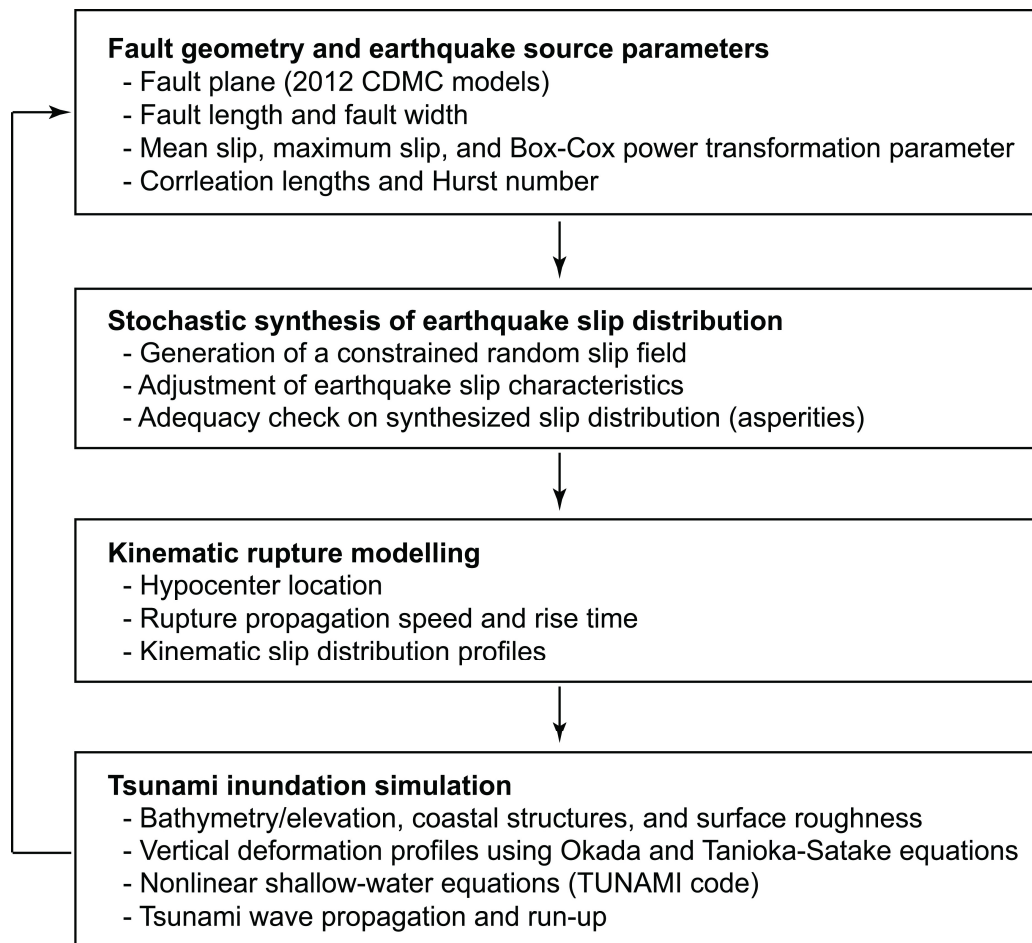 Fault geometry and earthquake source parameters
- Fault plane (2012 CDMC models)
- Fault length and fault width
- Mean slip, maximum slip, and Box-Cox power transformation parameter
- Corrleation lengths and Hurst number
Stochastic synthesis of earthquake slip distribution
- Generation of a constrained random slip field
- Adjustment of earthquake slip characteristics
- Adequacy check on synthesized slip distribution (asperities)
Kinematic rupture modelling
- Hypocenter location
- Rupture propagation speed and rise time
- Kinematic slip distribution profiles
Tsunami inundation simulation
- Bathymetry/elevation, coastal structures, and surface roughness
- Vertical deformation profiles using Okada and Tanioka-Satake equations
- Nonlinear shallow-water equations (TUNAMI code)
- Tsunami wave propagation and run-up